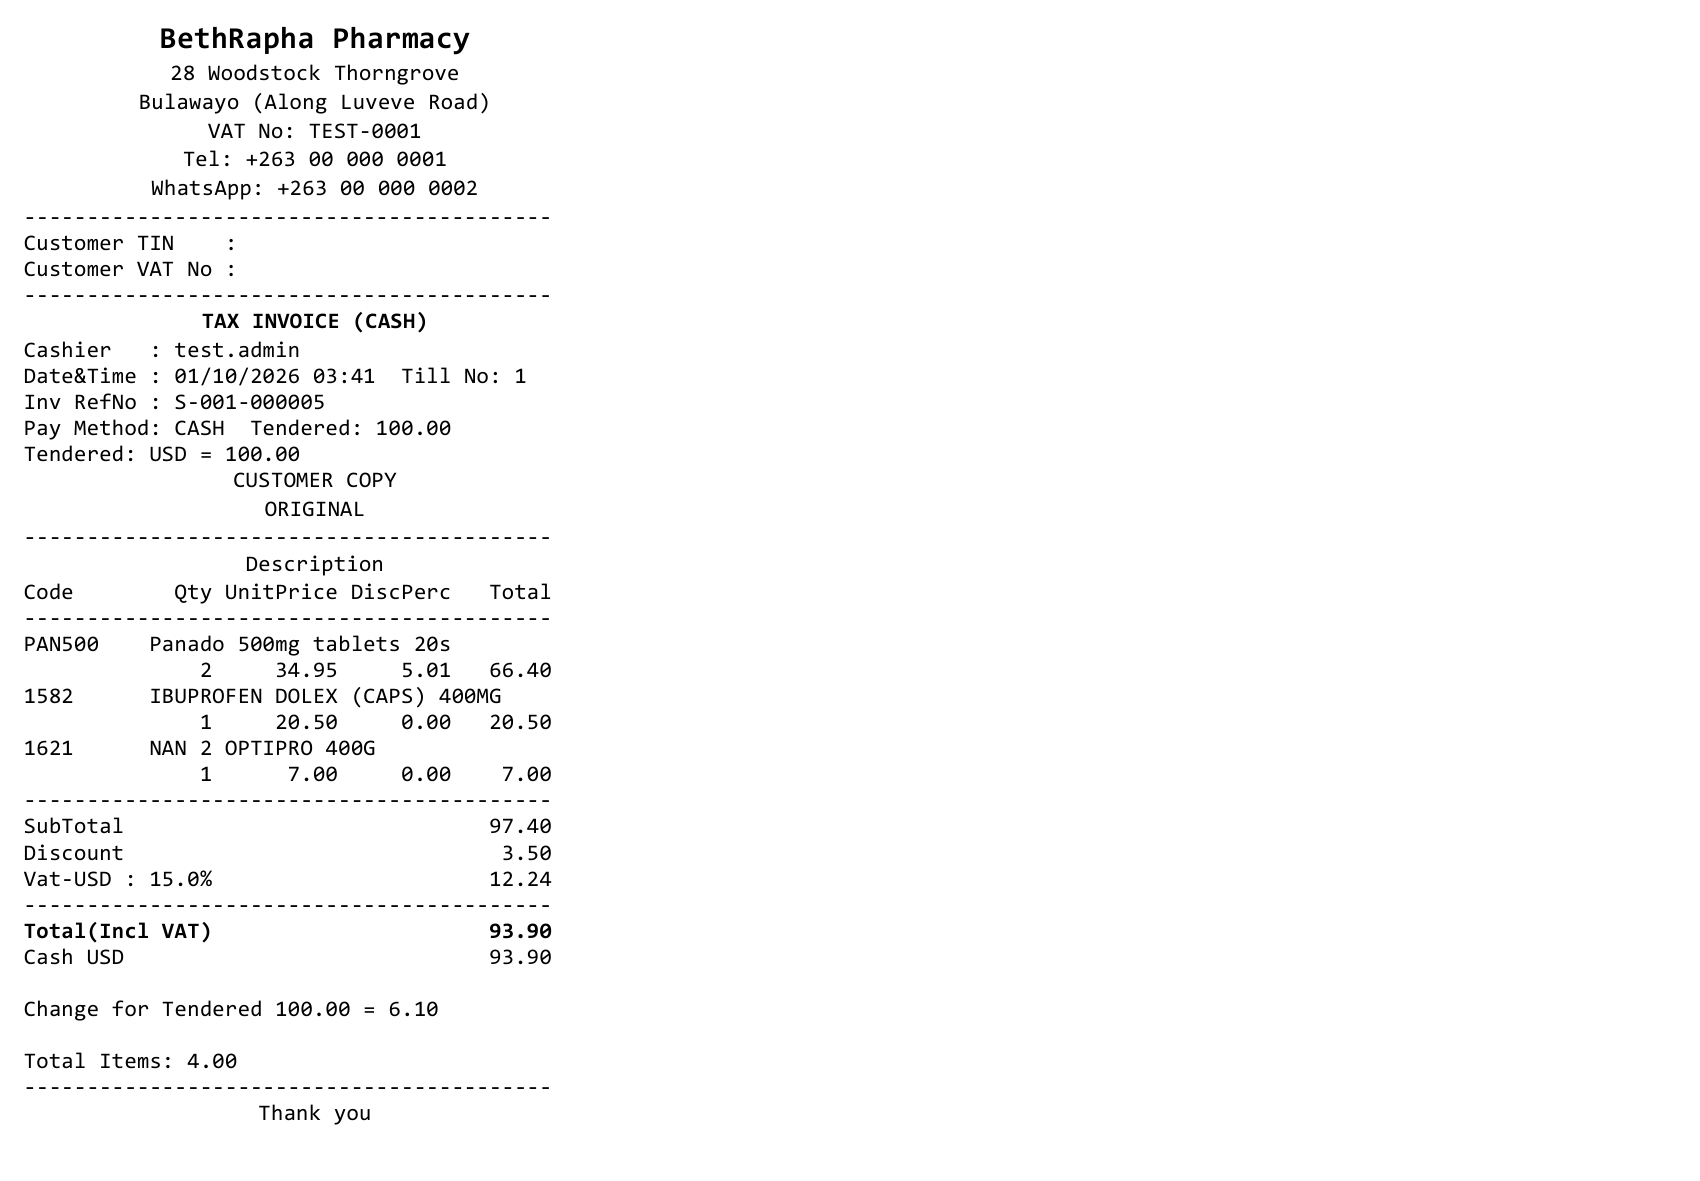 BethRapha Pharmacy
28 Woodstock Thorngrove
Bulawayo (Along Luveve Road)
VAT No: TEST-0001
Tel: +263 00 000 0001
WhatsApp: +263 00 000 0002
------------------------------------------
Customer TIN    :
Customer VAT No :
------------------------------------------
TAX INVOICE (CASH)
Cashier   : test.admin
Date&Time : 01/10/2026 03:41  Till No: 1
Inv RefNo : S-001-000005
Pay Method: CASH  Tendered: 100.00
Tendered: USD = 100.00
CUSTOMER COPY
ORIGINAL
------------------------------------------
Description
Code        Qty UnitPrice DiscPerc   Total
------------------------------------------
PAN500    Panado 500mg tablets 20s
              2     34.95     5.01   66.40
1582      IBUPROFEN DOLEX (CAPS) 400MG
              1     20.50     0.00   20.50
1621      NAN 2 OPTIPRO 400G
              1      7.00     0.00    7.00
------------------------------------------
SubTotal                             97.40
Discount                              3.50
Vat-USD : 15.0%                      12.24
------------------------------------------
Total(Incl VAT)                      93.90
Cash USD                             93.90
Change for Tendered 100.00 = 6.10
Total Items: 4.00
------------------------------------------
Thank you